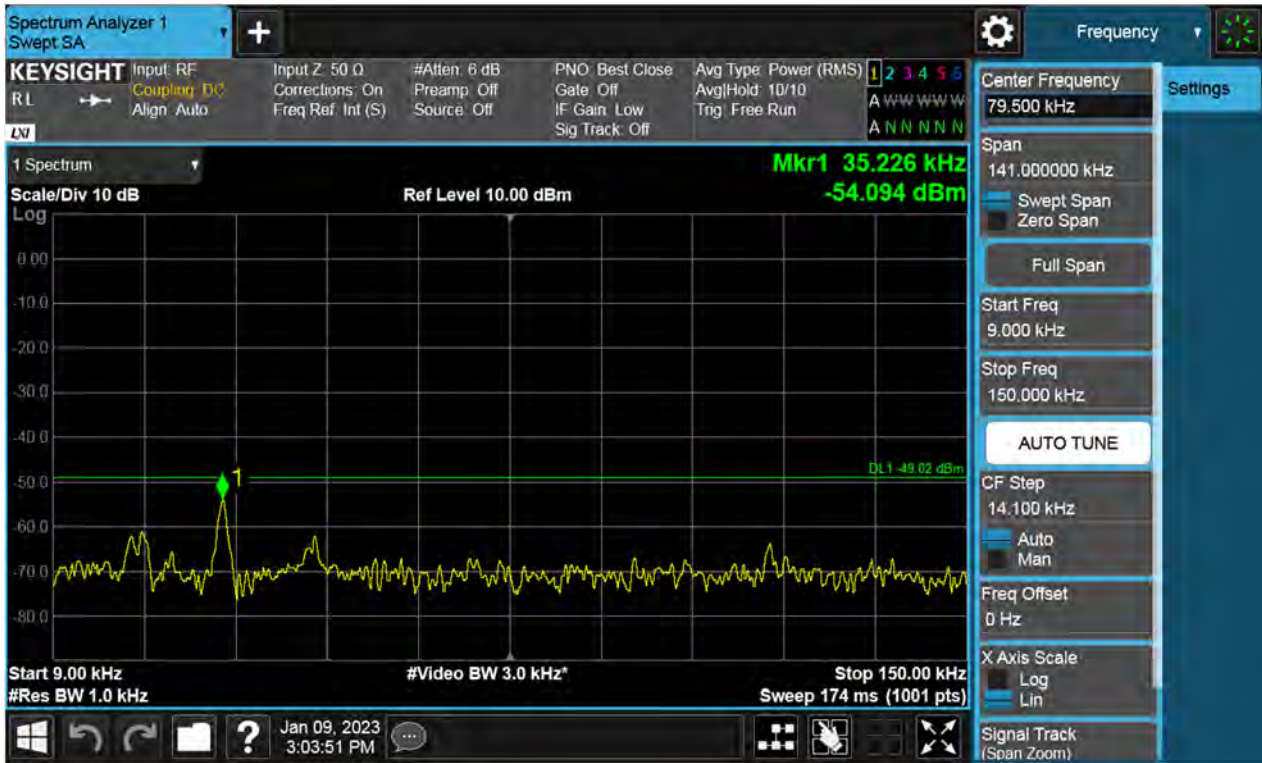 Spectrum Analyzer 1
Swept SA
+
Frequency
KEYSIGHT
R L
LXI
Input: RF
Coupling: DC
Align: Auto
Input Z: 50 Ω
Corrections: On
Freq Ref: Int (S)
#Atten: 6 dB
Preamp: Off
Source: Off
PNO: Best Close
Gate: Off
IF Gain: Low
Sig Track: Off
Avg Type: Power (RMS)
Avg|Hold: 10/10
Trig: Free Run
1 2 3 4 5 6
A W W W W W
A N N N N N
1 Spectrum
Mkr1 35.226 kHz
-54.094 dBm
Scale/Div 10 dB
Ref Level 10.00 dBm
Log
0.00
-10.0
-20.0
-30.0
-40.0
-50.0
-60.0
-70.0
-80.0
1
DL1 -49.02 dBm
Start 9.00 kHz
#Video BW 3.0 kHz*
Stop 150.00 kHz
#Res BW 1.0 kHz
Sweep 174 ms (1001 pts)
Center Frequency
79.500 kHz
Settings
Span
141.000000 kHz
Swept Span
Zero Span
Full Span
Start Freq
9.000 kHz
Stop Freq
150.000 kHz
AUTO TUNE
CF Step
14.100 kHz
Auto
Man
Freq Offset
0 Hz
X Axis Scale
Log
Lin
Signal Track
(Span Zoom)
?
Jan 09, 2023
3:03:51 PM